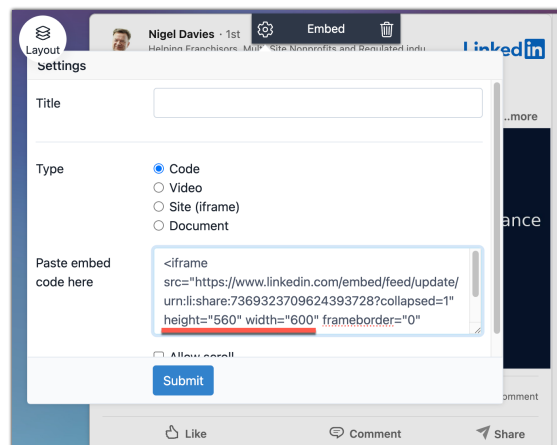 Nigel Davies · 1st
Embed
Layout
Helping Franchisors, Multi-Site Nonprofits and Regulated indu
Linkedin
Settings
Title
...more
Type
Code
Video
Site (iframe)
Document
ance
Paste embed
code here
<iframe
src="https://www.linkedin.com/embed/feed/update/
urn:li:share:7369323709624393728?collapsed=1"
height="560" width="600" frameborder="0"
Allow scroll
Submit
omment
Like
Comment
Share